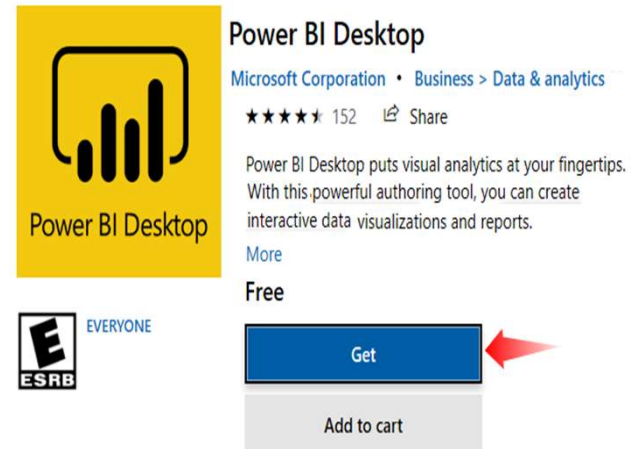 Power BI Desktop
Microsoft Corporation • Business > Data & analytics
152 Share
Power BI Desktop puts visual analytics at your fingertips.
With this powerful authoring tool, you can create
interactive data visualizations and reports.
More
Power BI Desktop
Free
E
ESRB
EVERYONE
Get
Add to cart